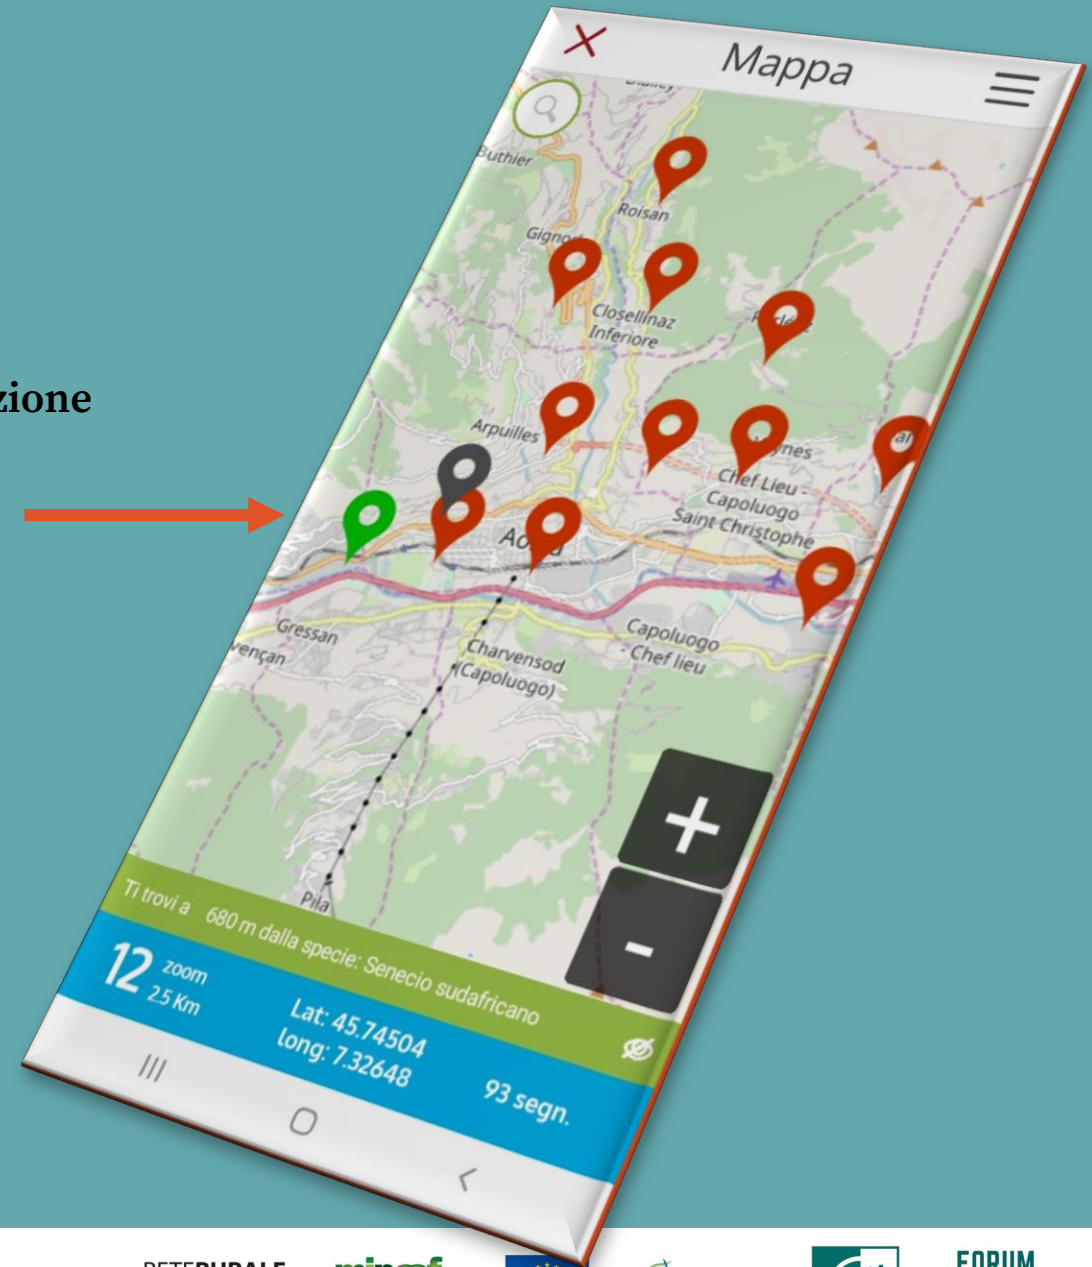 Mappa
Buthier
Roisan
Closellinaz
Inferiore
zione
Arpuilles
Chef Lieu -
Capoluogo
Saint Christophe
Gressan
Charvensod
(Capoluogo)
Capoluogo
- Chef lieu
+
-
Pila
Ti trovi a 680 m dalla specie: Senecio sudafricano
12 zoom
2.5 Km
Lat: 45.74504
Long: 7.32648
93 segn.
FORUM